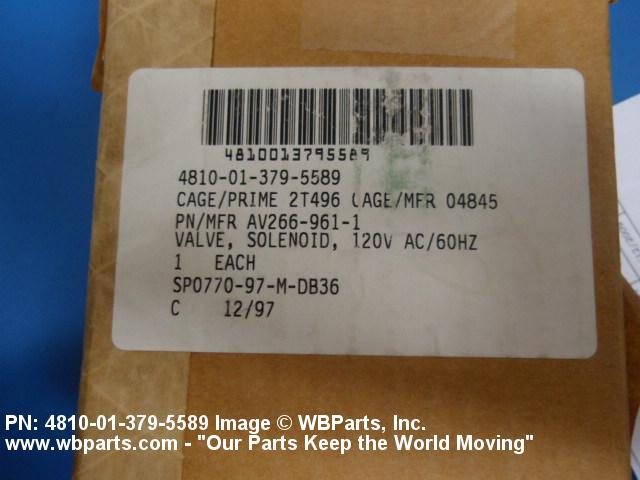 4810013795589
4810-01-379-5589
CAGE/PRIME 2T496 CAGE/MFR 04845
PN/MFR AV266-961-1
VALVE, SOLENOID, 120V AC/60HZ
1 EACH
SP0770-97-M-DB36
C 12/97
PN: 4810-01-379-5589 Image © WBParts, Inc.
www.wbparts.com - "Our Parts Keep the World Moving"